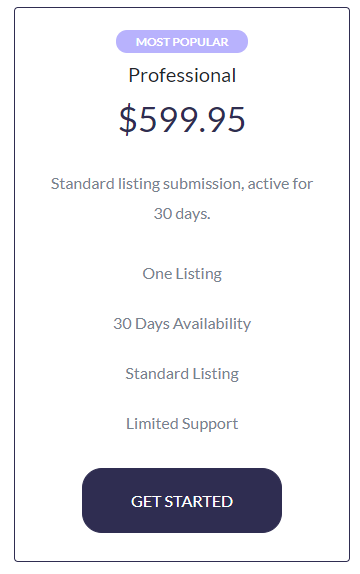 MOST POPULAR
Professional
$599.95
Standard listing submission, active for
30 days.
One Listing
30 Days Availability
Standard Listing
Limited Support
GET STARTED